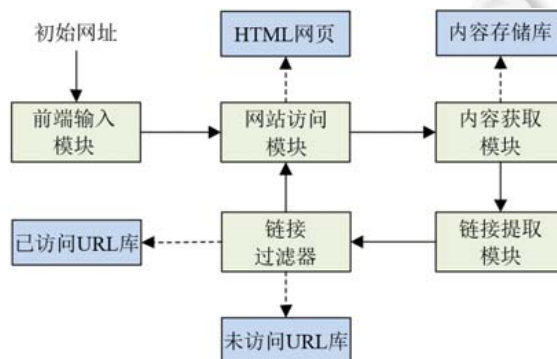 初始网址
HTML网页
内容存储库
前端输入
模块
网站访问
模块
内容获取
模块
已访问URL库
链接
过滤器
链接提取
模块
未访问URL库